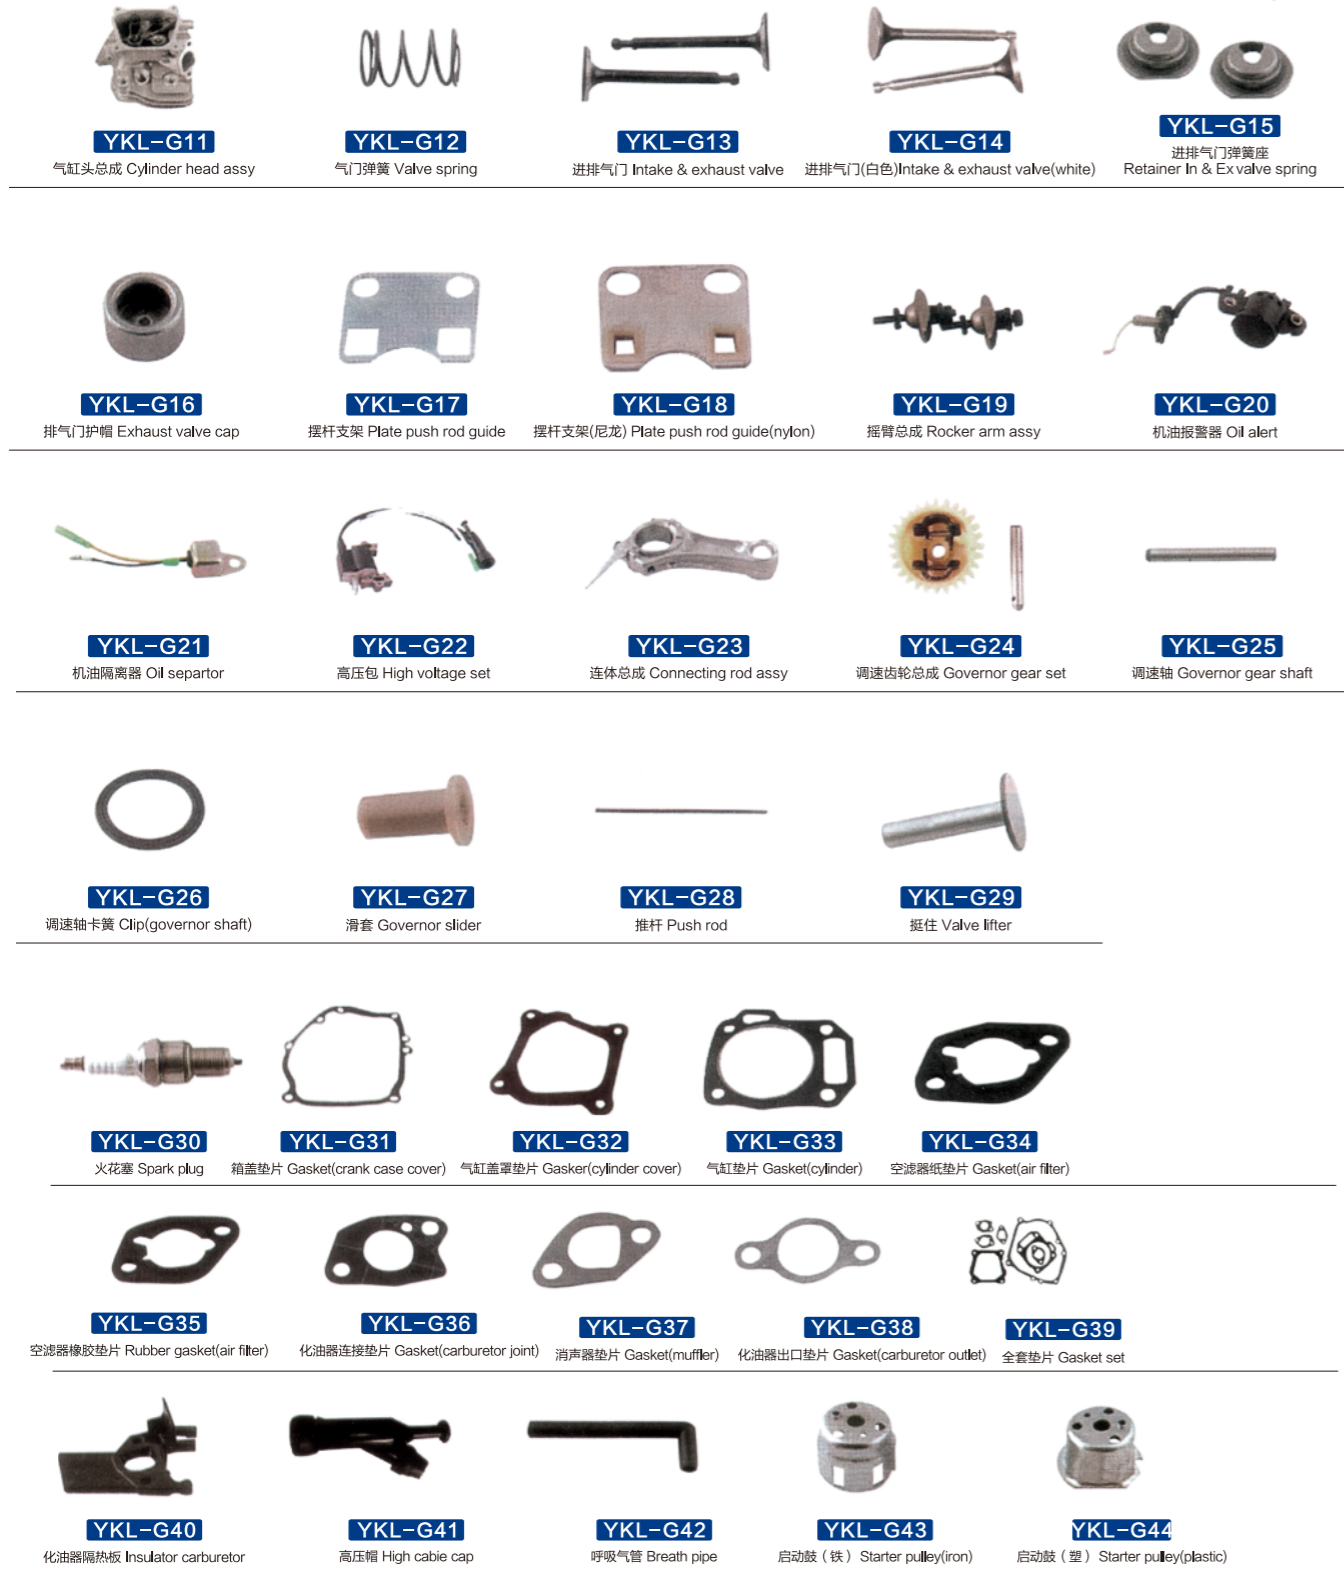 YKL-G11
气缸头总成 Cylinder head assy
YKL-G12
气门弹簧 Valve spring
YKL-G13
进排气门 Intake & exhaust valve
YKL-G14
进排气门(白色)Intake & exhaust valve(white)
YKL-G15
进排气门弹簧座
Retainer In & Ex valve spring
YKL-G16
排气门护帽 Exhaust valve cap
YKL-G17
摆杆支架 Plate push rod guide
YKL-G18
摆杆支架(尼龙) Plate push rod guide(nylon)
YKL-G19
摇臂总成 Rocker arm assy
YKL-G20
机油报警器 Oil alert
YKL-G21
机油隔离器 Oil separtor
YKL-G22
高压包 High voltage set
YKL-G23
连体总成 Connecting rod assy
YKL-G24
调速齿轮总成 Governor gear set
YKL-G25
调速轴 Governor gear shaft
YKL-G26
调速轴卡簧 Clip(governor shaft)
YKL-G27
滑套 Governor slider
YKL-G28
推杆 Push rod
YKL-G29
挺住 Valve lifter
YKL-G30
火花塞 Spark plug
YKL-G31
箱盖垫片 Gasket(crank case cover)
YKL-G32
气缸盖罩垫片 Gasker(cylinder cover)
YKL-G33
气缸垫片 Gasket(cylinder)
YKL-G34
空滤器纸垫片 Gasket(air filter)
YKL-G35
空滤器橡胶垫片 Rubber gasket(air filter)
YKL-G36
化油器连接垫片 Gasket(carburetor joint)
YKL-G37
消声器垫片 Gasket(muffler)
YKL-G38
化油器出口垫片 Gasket(carburetor outlet)
YKL-G39
全套垫片 Gasket set
YKL-G40
化油器隔热板 Insulator carburetor
YKL-G41
高压帽 High cabie cap
YKL-G42
呼吸气管 Breath pipe
YKL-G43
启动鼓（铁）Starter pulley(iron)
YKL-G44
启动鼓（塑）Starter pulley(plastic)